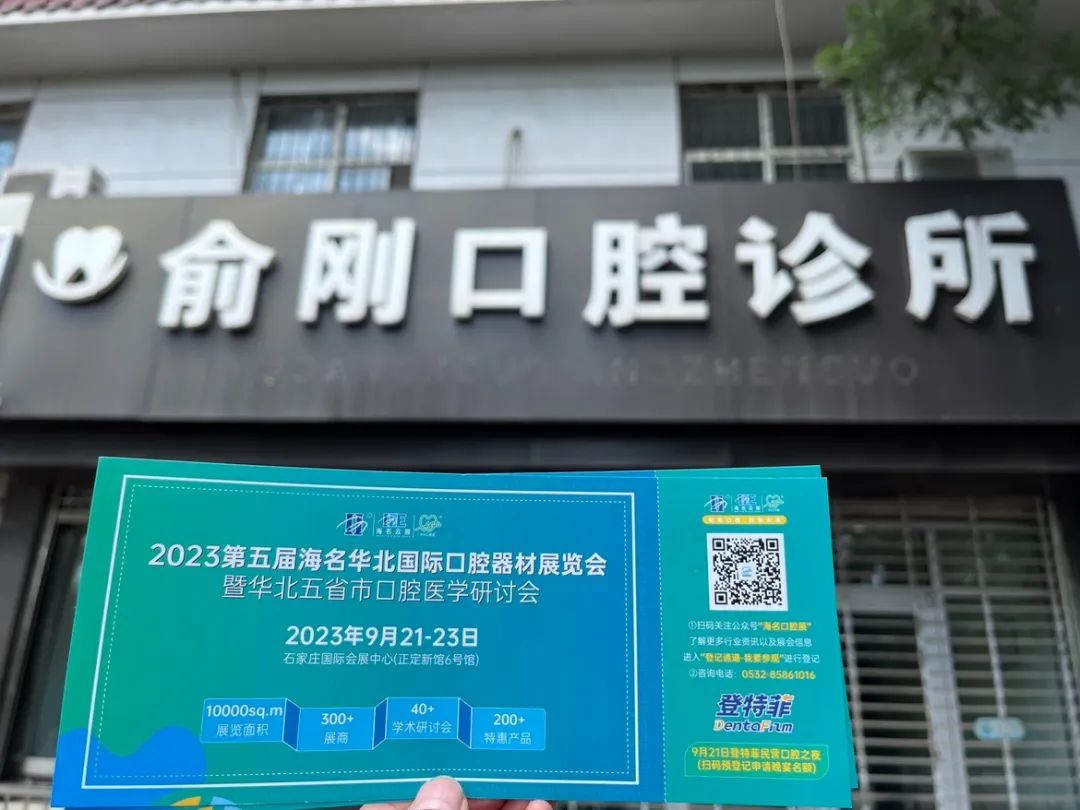 俞刚口腔诊所
海名会展
2023第五届海名华北国际口腔器材展览会
暨华北五省市口腔医学研讨会
2023年9月21-23日
石家庄国际会展中心(正定新馆6号馆)
10000sq.m
展览面积
300+
展商
40+
学术研讨会
200+
特惠产品
①扫码关注公众号"海名口腔展"
了解更多行业资讯以及展会信息
进入"登记通道-我要参观"进行登记
②咨询电话：0532-85861016
登特菲
DentaFilm
9月21日登特菲民营口腔之夜
(扫码预登记申请晚宴名额)